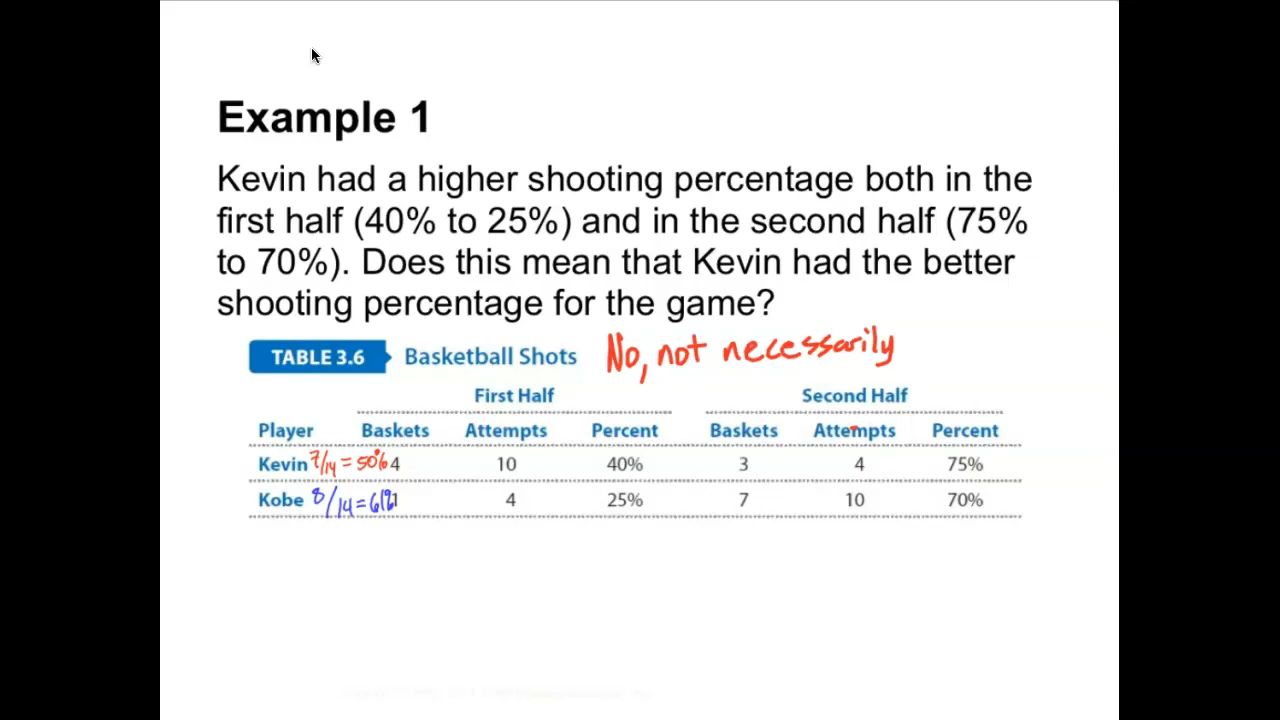 Example 1
Kevin had a higher shooting percentage both in the
first half (40% to 25%) and in the second half (75%
to 70%). Does this mean that Kevin had the better
shooting percentage for the game?
TABLE 3.6 Basketball Shots No, not necessarily
First Half Second Half
Player Baskets Attempts Percent Baskets Attempts Percent
Kevin 7/14 = 50% 4 10 40% 3 4 75%
Kobe 8/14 = 61% 1 4 25% 7 10 70%